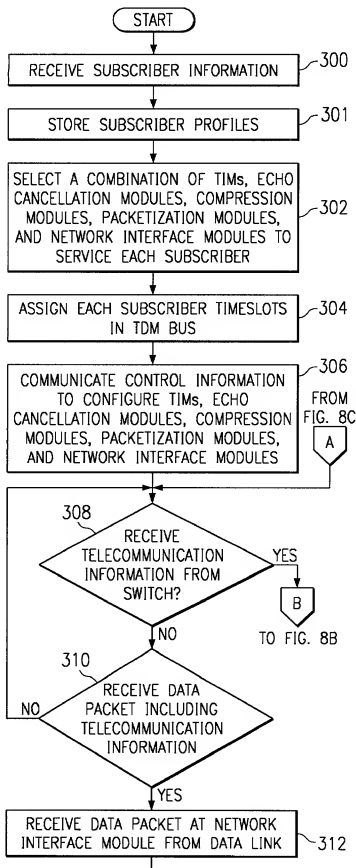 START
RECEIVE SUBSCRIBER INFORMATION
300
STORE SUBSCRIBER PROFILES
301
SELECT A COMBINATION OF TIMs, ECHO
CANCELLATION MODULES, COMPRESSION
MODULES, PACKETIZATION MODULES,
AND NETWORK INTERFACE MODULES TO
SERVICE EACH SUBSCRIBER
302
ASSIGN EACH SUBSCRIBER TIMESLOTS
IN TDM BUS
304
COMMUNICATE CONTROL INFORMATION
TO CONFIGURE TIMs, ECHO
CANCELLATION MODULES, COMPRESSION
MODULES, PACKETIZATION MODULES,
AND NETWORK INTERFACE MODULES
306
FROM
FIG. 8C
A
308
RECEIVE
TELECOMMUNICATION
INFORMATION FROM
SWITCH?
YES
B
TO FIG. 8B
NO
310
RECEIVE DATA
PACKET INCLUDING
TELECOMMUNICATION
INFORMATION
NO
YES
RECEIVE DATA PACKET AT NETWORK
INTERFACE MODULE FROM DATA LINK
312